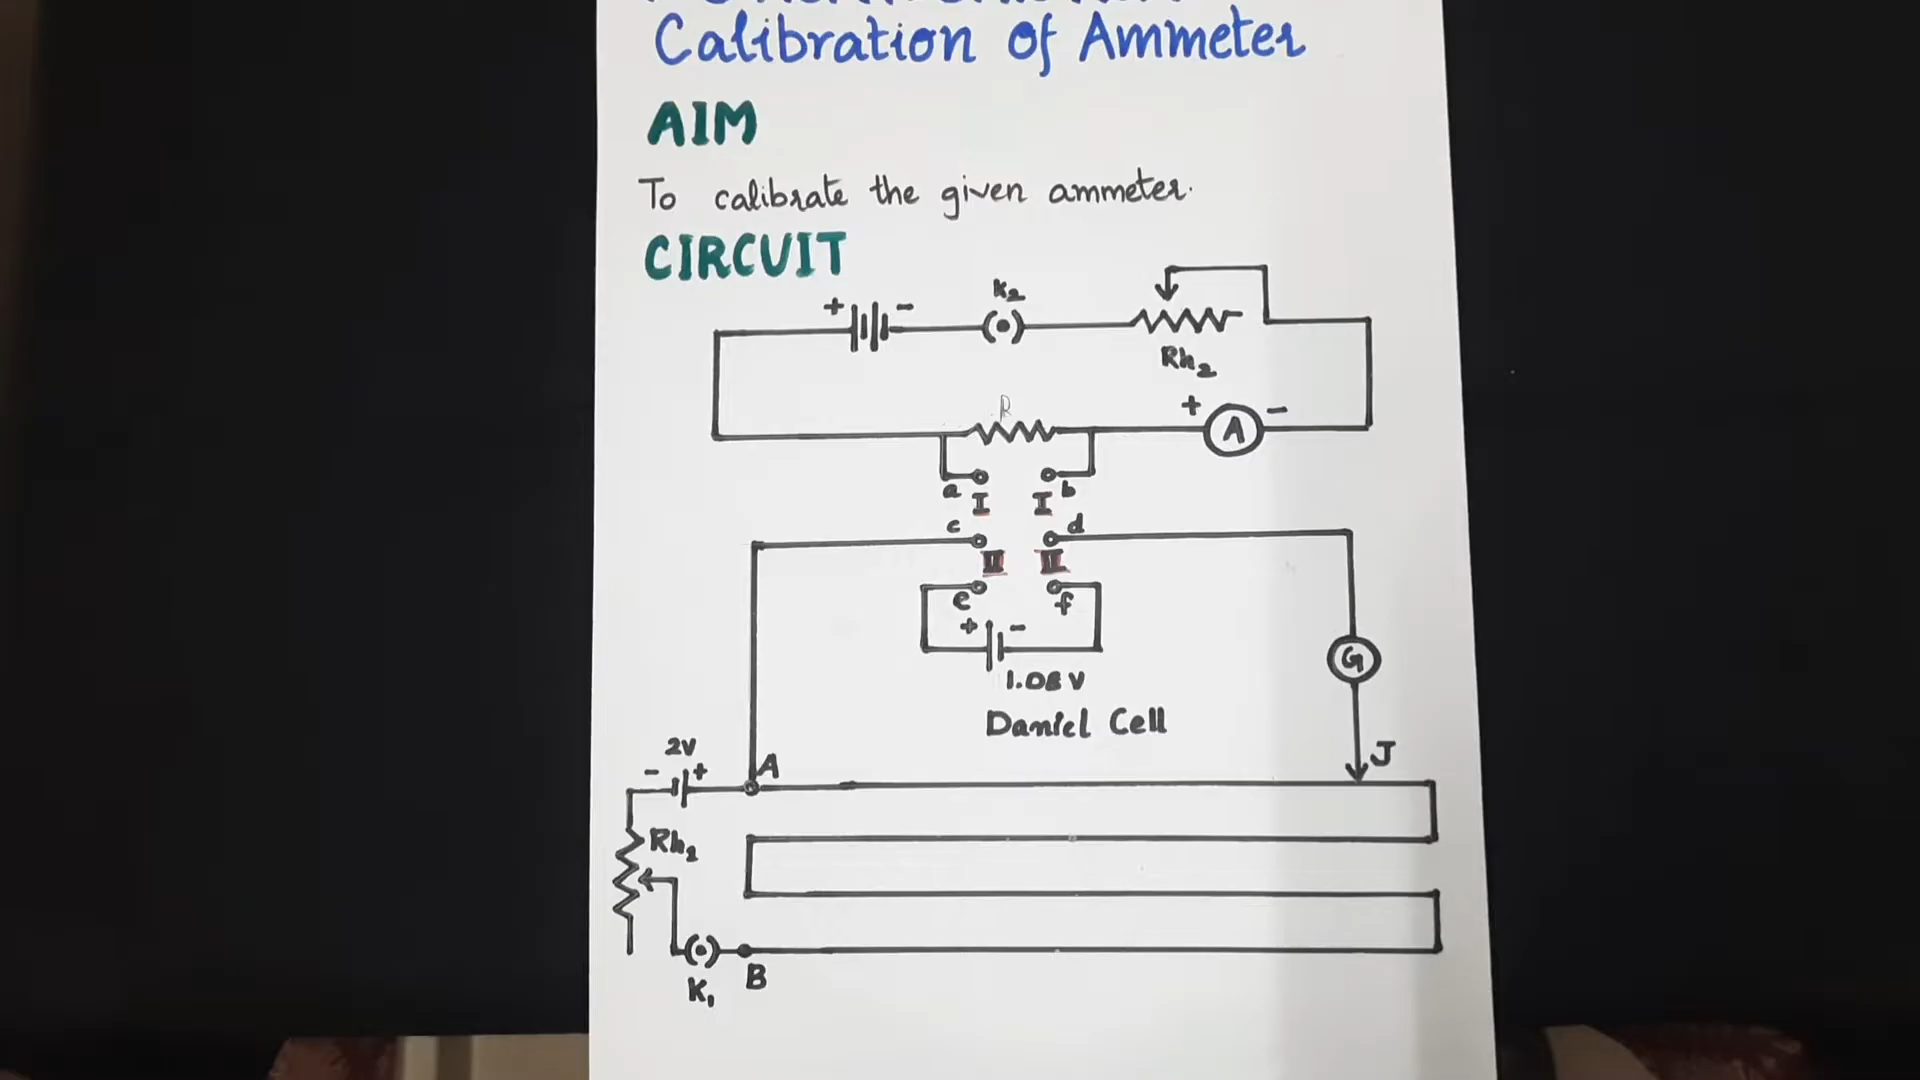 Calibration of Ammeter
AIM
To calibrate the given ammeter.
CIRCUIT
+ - K2
Rh2
R
+ A -
a I I b
c d
II II
e f
+ -
1.08 V
Daniel Cell
G
J
2V
- + A
Rh1
K1 B